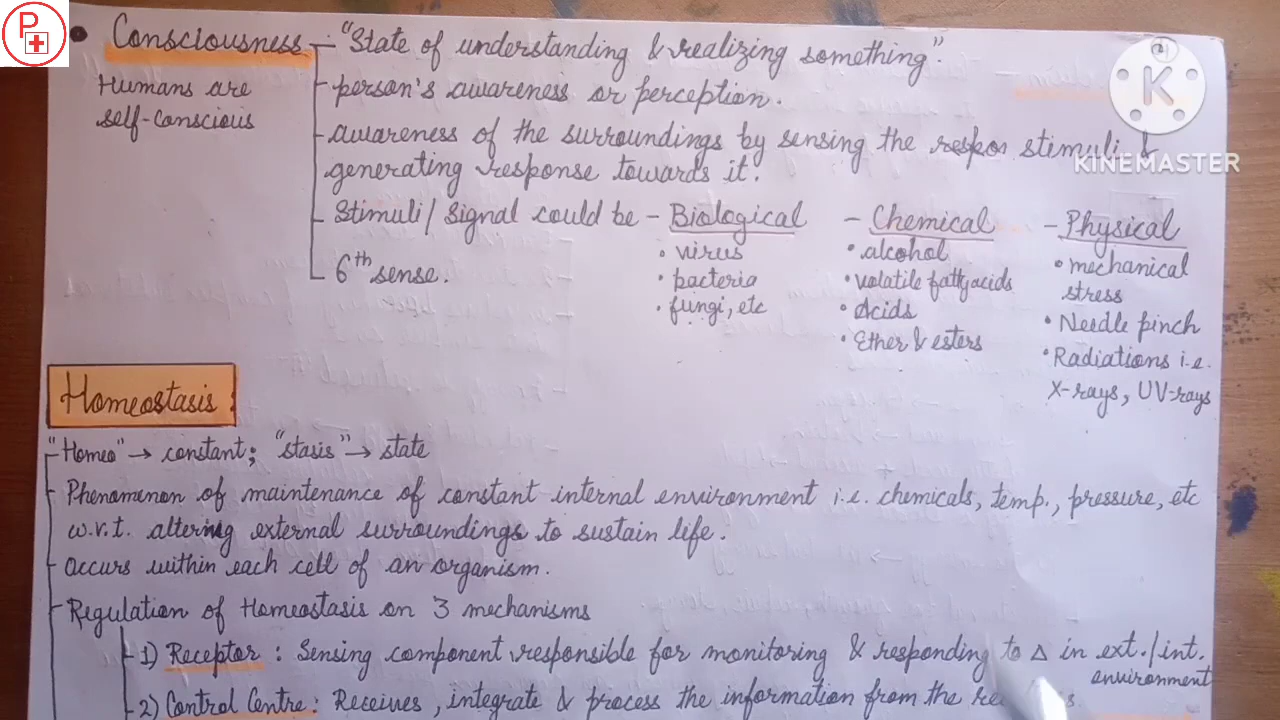 P
• Consciousness - "State of understanding & realizing something".
Humans are
self-conscious
- person's awareness or perception.
- awareness of the surroundings by sensing the stimuli &
generating response towards it.
- Stimuli/ signal could be - Biological - Chemical - Physical
• virus
• bacteria
• fungi, etc
• alcohol
• volatile fatty acids
• Acids
• Ether & esters
• mechanical
stress
• Needle pinch
• Radiations i.e.
X-rays, UV-rays
- 6th sense.
K
KINEMASTER
Homeostasis:
- "Homeo" → constant; "stasis" → state
- Phenomenon of maintenance of constant internal environment i.e. chemicals, temp., pressure, etc
w.r.t. altering external surroundings to sustain life.
- occurs within each cell of an organism.
- Regulation of Homeostasis on 3 mechanisms
- 1) Receptor : Sensing component responsible for monitoring & responding to Δ in ext./int.
environment
- 2) Control Centre : Receives, integrate & process the information from the